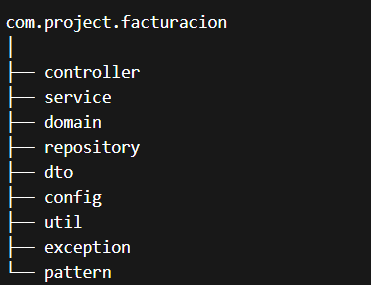 com.project.facturacion
│
├── controller
├── service
├── domain
├── repository
├── dto
├── config
├── util
├── exception
└── pattern